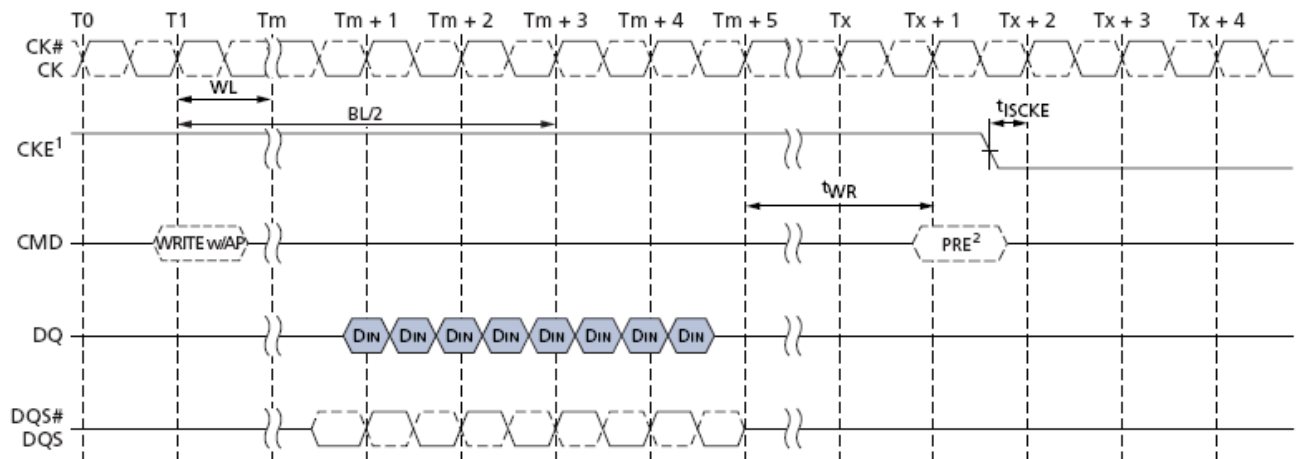 T0 T1 Tm Tm + 1 Tm + 2 Tm + 3 Tm + 4 Tm + 5 Tx Tx + 1 Tx + 2 Tx + 3 Tx + 4
CK#
CK
WL
BL/2
tISCKE
CKE1
tWR
CMD WRITE w/AP PRE2
DQ DIN DIN DIN DIN DIN DIN DIN DIN
DQS#
DQS